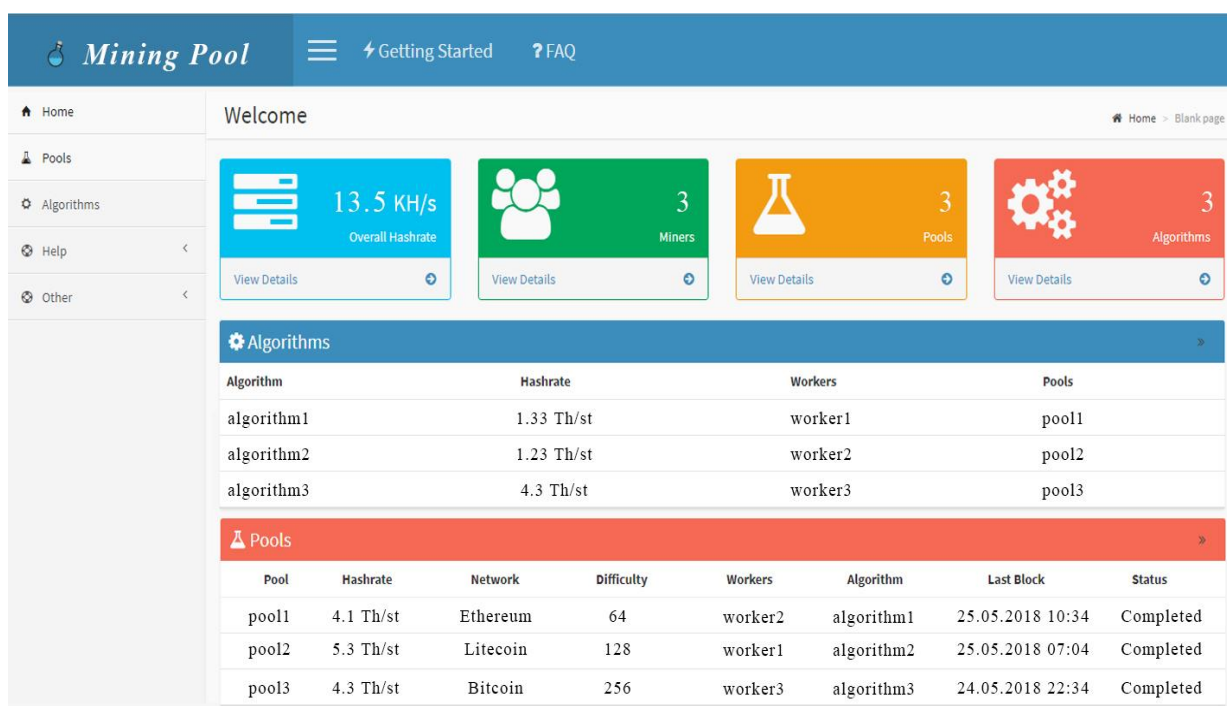 Mining Pool
Getting Started
? FAQ
Home
Pools
Algorithms
Help
Other
Welcome
Home > Blank page
13.5 KH/s
Overall Hashrate
View Details
3
Miners
View Details
3
Pools
View Details
3
Algorithms
View Details
Algorithms »
Algorithm Hashrate Workers Pools
algorithm1 1.33 Th/st worker1 pool1
algorithm2 1.23 Th/st worker2 pool2
algorithm3 4.3 Th/st worker3 pool3
Pools »
Pool Hashrate Network Difficulty Workers Algorithm Last Block Status
pool1 4.1 Th/st Ethereum 64 worker2 algorithm1 25.05.2018 10:34 Completed
pool2 5.3 Th/st Litecoin 128 worker1 algorithm2 25.05.2018 07:04 Completed
pool3 4.3 Th/st Bitcoin 256 worker3 algorithm3 24.05.2018 22:34 Completed